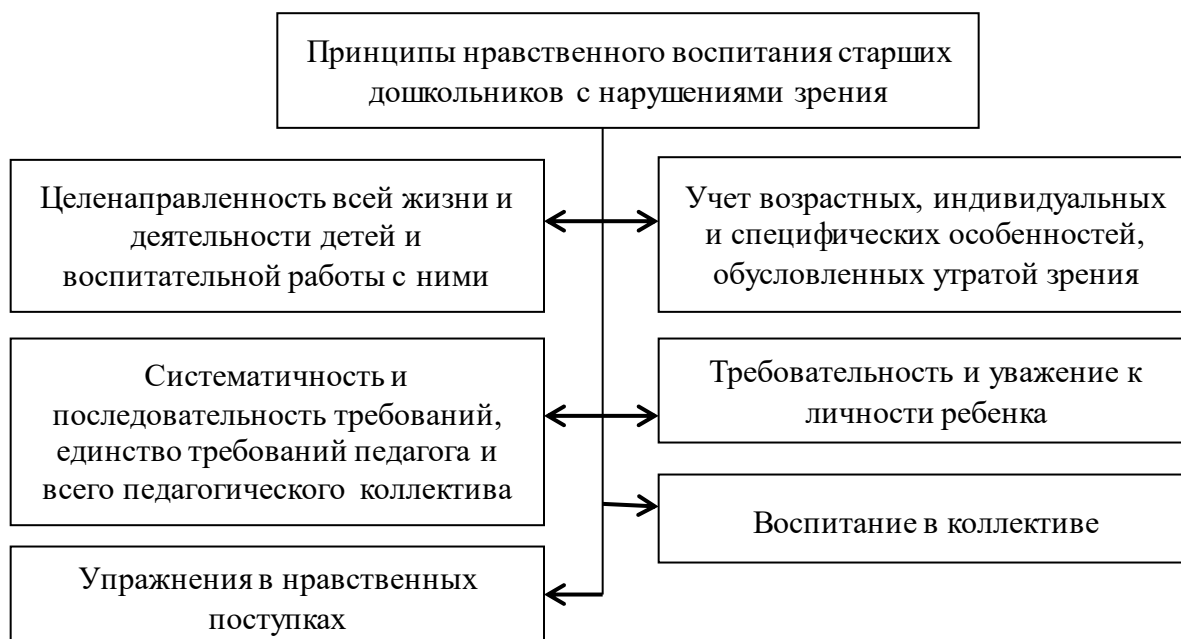 Принципы нравственного воспитания старших
дошкольников с нарушениями зрения
Целенаправленность всей жизни и
деятельности детей и
воспитательной работы с ними
Учет возрастных, индивидуальных
и специфических особенностей,
обусловленных утратой зрения
Систематичность и
последовательность требований,
единство требований педагога и
всего педагогического коллектива
Требовательность и уважение к
личности ребенка
Воспитание в коллективе
Упражнения в нравственных
поступках